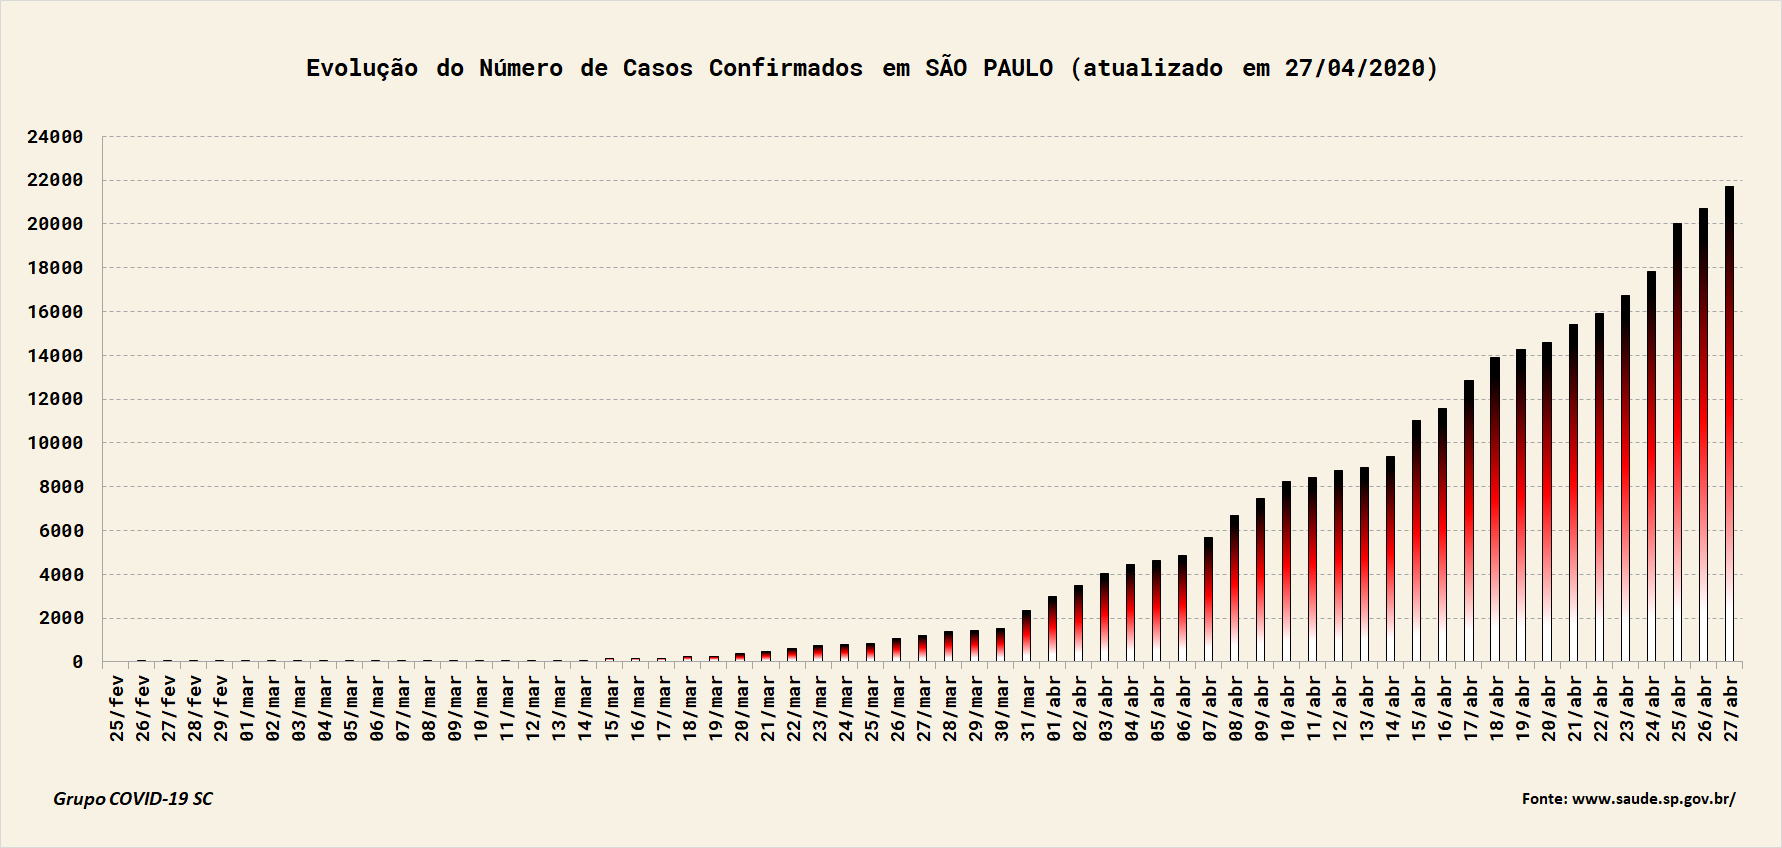 Evolução do Número de Casos Confirmados em SÃO PAULO (atualizado em 27/04/2020)
24000
22000
20000
18000
16000
14000
12000
10000
8000
6000
4000
2000
0
25/fev
26/fev
27/fev
28/fev
29/fev
01/mar
02/mar
03/mar
04/mar
05/mar
06/mar
07/mar
08/mar
09/mar
10/mar
11/mar
12/mar
13/mar
14/mar
15/mar
16/mar
17/mar
18/mar
19/mar
20/mar
21/mar
22/mar
23/mar
24/mar
25/mar
26/mar
27/mar
28/mar
29/mar
30/mar
31/mar
01/abr
02/abr
03/abr
04/abr
05/abr
06/abr
07/abr
08/abr
09/abr
10/abr
11/abr
12/abr
13/abr
14/abr
15/abr
16/abr
17/abr
18/abr
19/abr
20/abr
21/abr
22/abr
23/abr
24/abr
25/abr
26/abr
27/abr
Grupo COVID-19 SC
Fonte: www.saude.sp.gov.br/